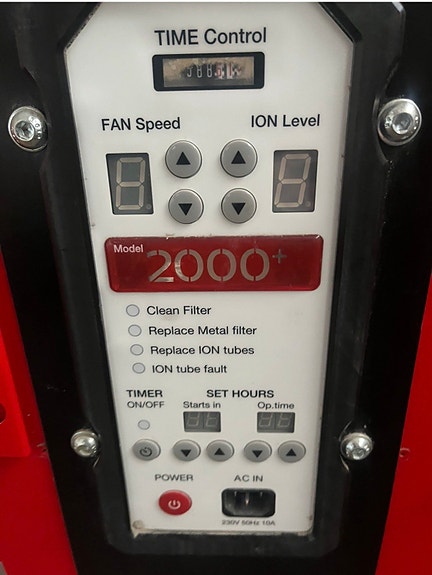 TIME Control
FAN Speed
ION Level
Model
2000+
Clean Filter
Replace Metal filter
Replace ION tubes
ION tube fault
TIMER
ON/OFF
SET HOURS
Starts in
Op.time
POWER
AC IN
230V 50Hz 10A